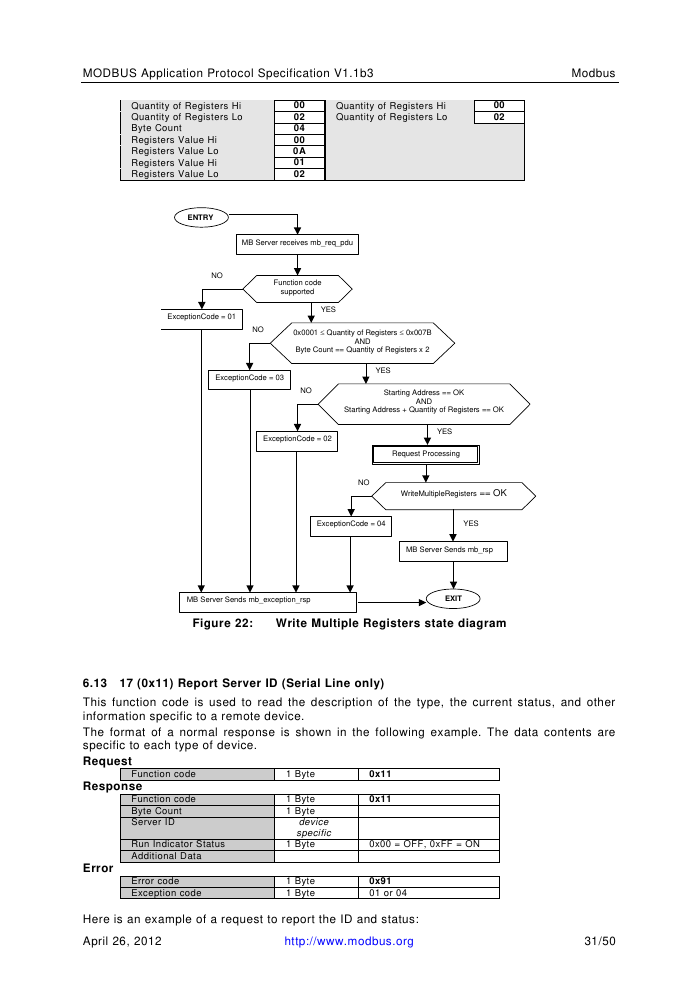 MODBUS Application Protocol Specification V1.1b3 Modbus
Quantity of Registers Hi 00 Quantity of Registers Hi 00
Quantity of Registers Lo 02 Quantity of Registers Lo 02
Byte Count 04
Registers Value Hi 00
Registers Value Lo 0A
Registers Value Hi 01
Registers Value Lo 02
ENTRY
MB Server receives mb_req_pdu
NO
Function code
supported
YES
ExceptionCode = 01
NO
0x0001 ≤ Quantity of Registers ≤ 0x007B
AND
Byte Count == Quantity of Registers x 2
YES
ExceptionCode = 03
NO
Starting Address == OK
AND
Starting Address + Quantity of Registers == OK
YES
ExceptionCode = 02
Request Processing
NO
WriteMultipleRegisters == OK
YES
ExceptionCode = 04
MB Server Sends mb_rsp
MB Server Sends mb_exception_rsp
EXIT
Figure 22: Write Multiple Registers state diagram
6.13 17 (0x11) Report Server ID (Serial Line only)
This function code is used to read the description of the type, the current status, and other
information specific to a remote device.
The format of a normal response is shown in the following example. The data contents are
specific to each type of device.
Request
Function code 1 Byte 0x11
Response
Function code 1 Byte 0x11
Byte Count 1 Byte
Server ID device
specific
Run Indicator Status 1 Byte 0x00 = OFF, 0xFF = ON
Additional Data
Error
Error code 1 Byte 0x91
Exception code 1 Byte 01 or 04
Here is an example of a request to report the ID and status:
April 26, 2012 http://www.modbus.org 31/50